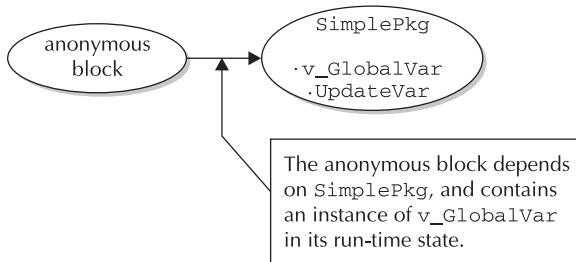 anonymous
block
SimplePkg
·v_GlobalVar
·UpdateVar
The anonymous block depends
on SimplePkg, and contains
an instance of v_GlobalVar
in its run-time state.